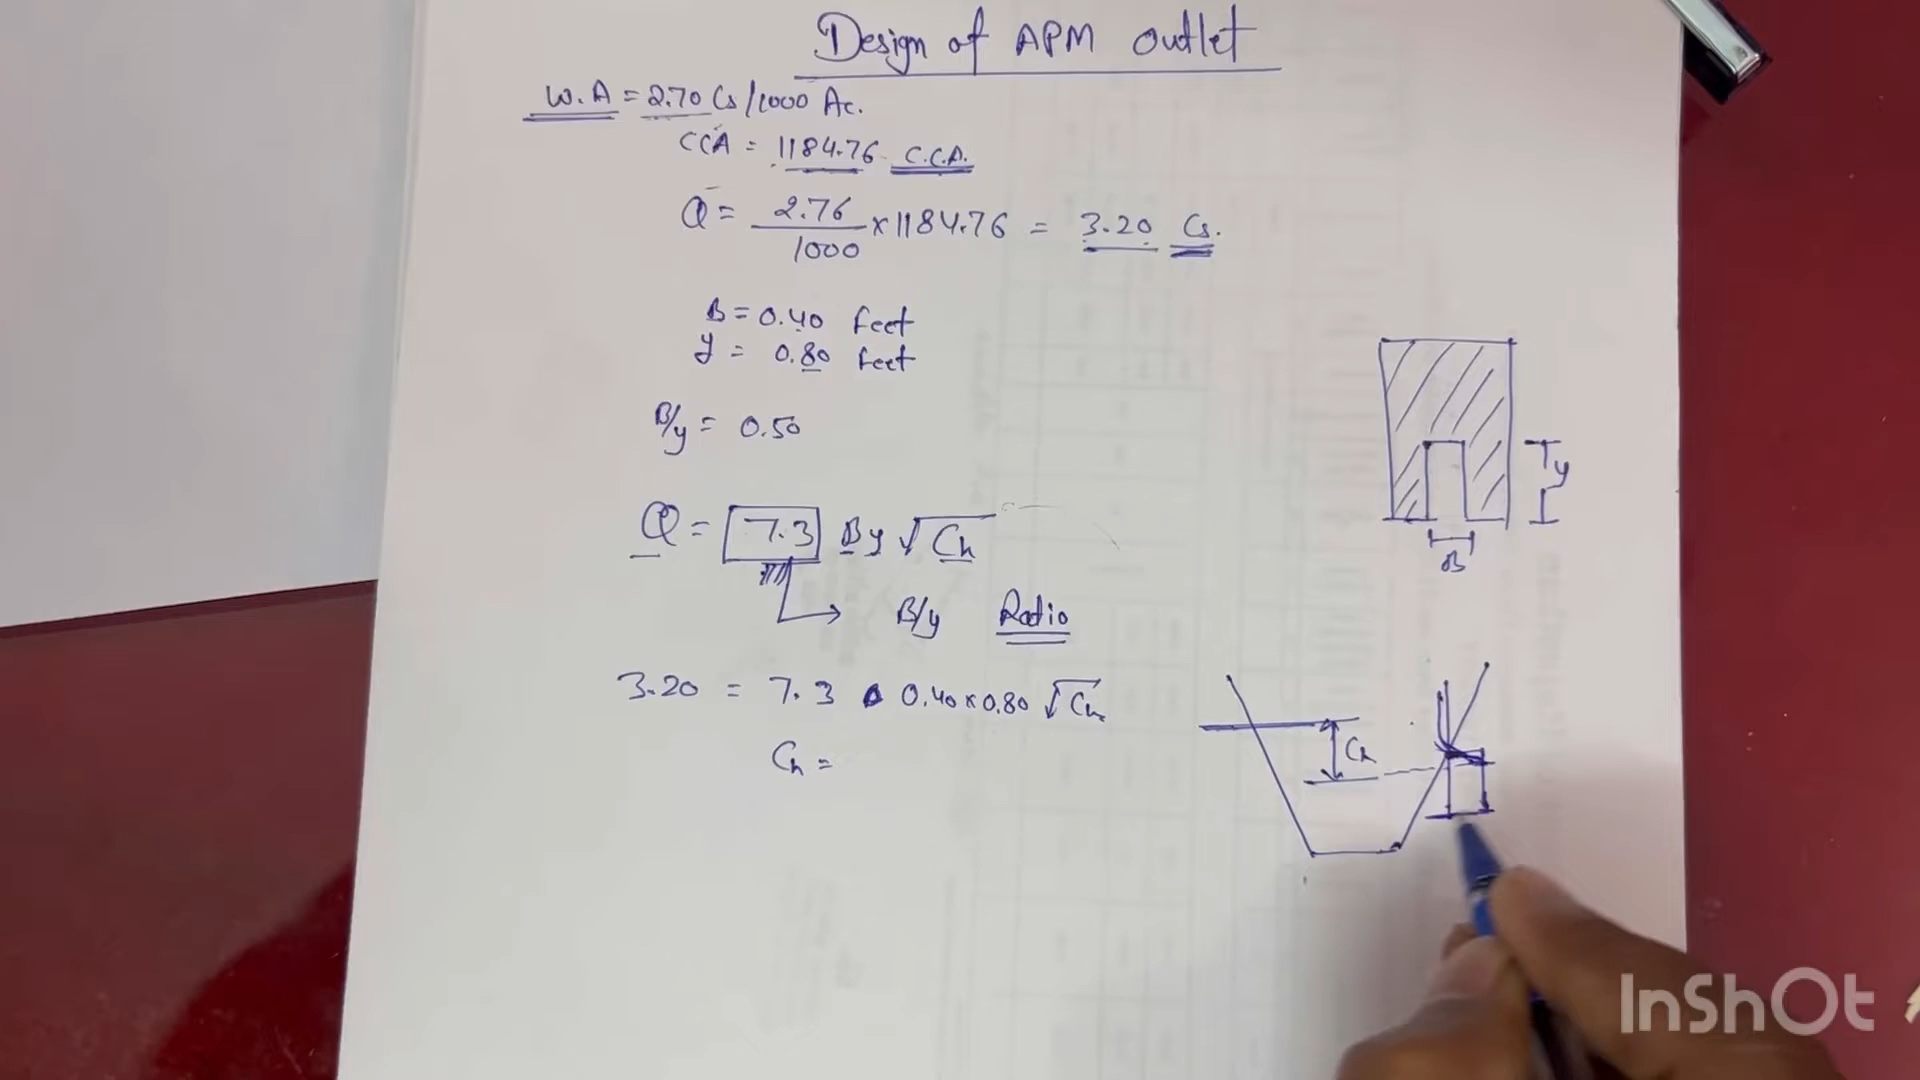 Design of APM outlet
W.A = 2.70 Cs/1000 Ac.
CCA = 1184.76 C.C.A.
Q = 2.76/1000 x 1184.76 = 3.20 Cs.
B = 0.40 feet
y = 0.80 feet
B/y = 0.50
Q = 7.3 By √Ch
B/y Ratio
3.20 = 7.3 0.40x0.80 √Ch
Ch =
y
B
Ch
InShOt